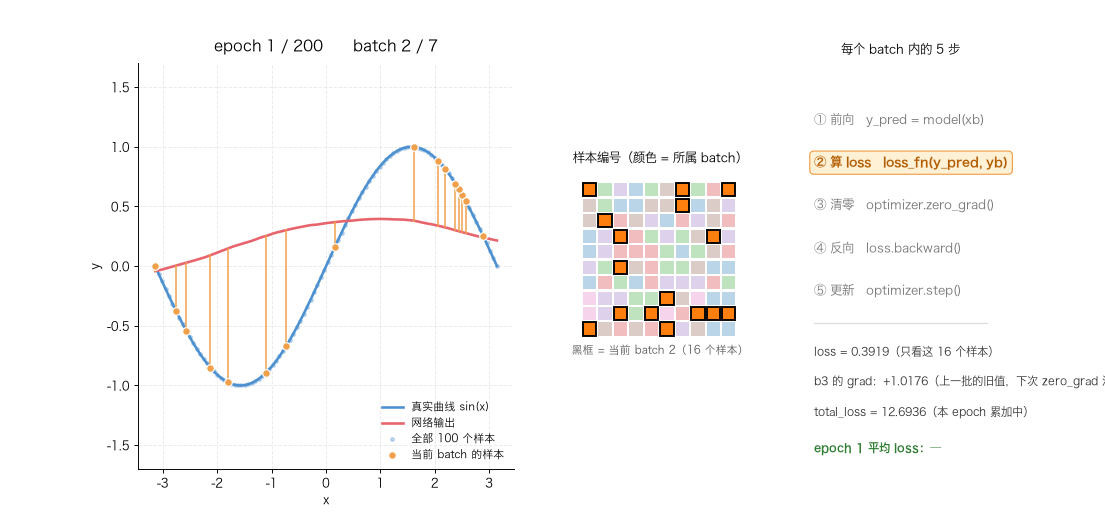 epoch 1 / 200  batch 2 / 7
1.5
1.0
0.5
0.0
-0.5
-1.0
-1.5
y
-3
-2
-1
0
1
2
3
x
真实曲线 sin(x)
网络输出
全部 100 个样本
当前 batch 的样本
样本编号（颜色 = 所属 batch）
黑框 = 当前 batch 2（16 个样本）
每个 batch 内的 5 步
① 前向 y_pred = model(xb)
② 算 loss loss_fn(y_pred, yb)
③ 清零 optimizer.zero_grad()
④ 反向 loss.backward()
⑤ 更新 optimizer.step()
loss = 0.3919（只看这 16 个样本）
b3 的 grad：+1.0176（上一批的旧值，下次 zero_grad
total_loss = 12.6936（本 epoch 累加中）
epoch 1 平均 loss：—